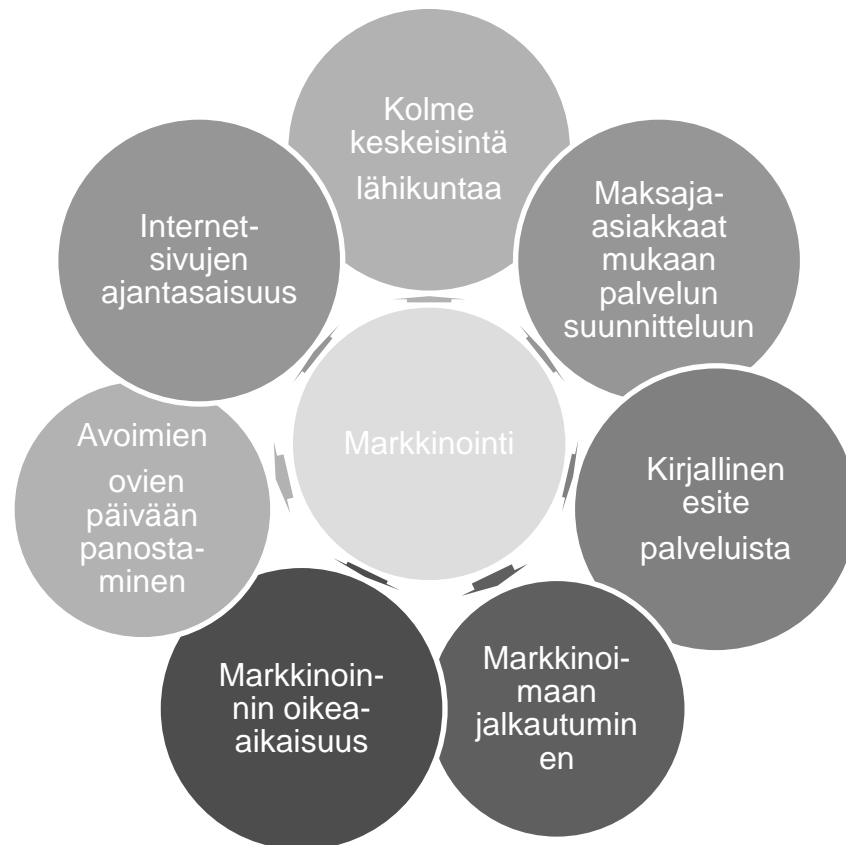 Kolme
keskeisintä
lähikuntaa
Maksaja-
asiakkaat
mukaan
palvelun
suunnitteluun
Kirjallinen
esite
palveluista
Markkinoi-
maan
jalkautumin
en
Markkinoin-
nin oikea-
aikaisuus
Avoimien
ovien
päivään
panosta-
minen
Internet-
sivujen
ajantasaisuus
Markkinointi